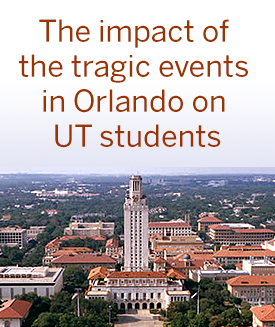 The impact of
the tragic events
in Orlando on
UT students